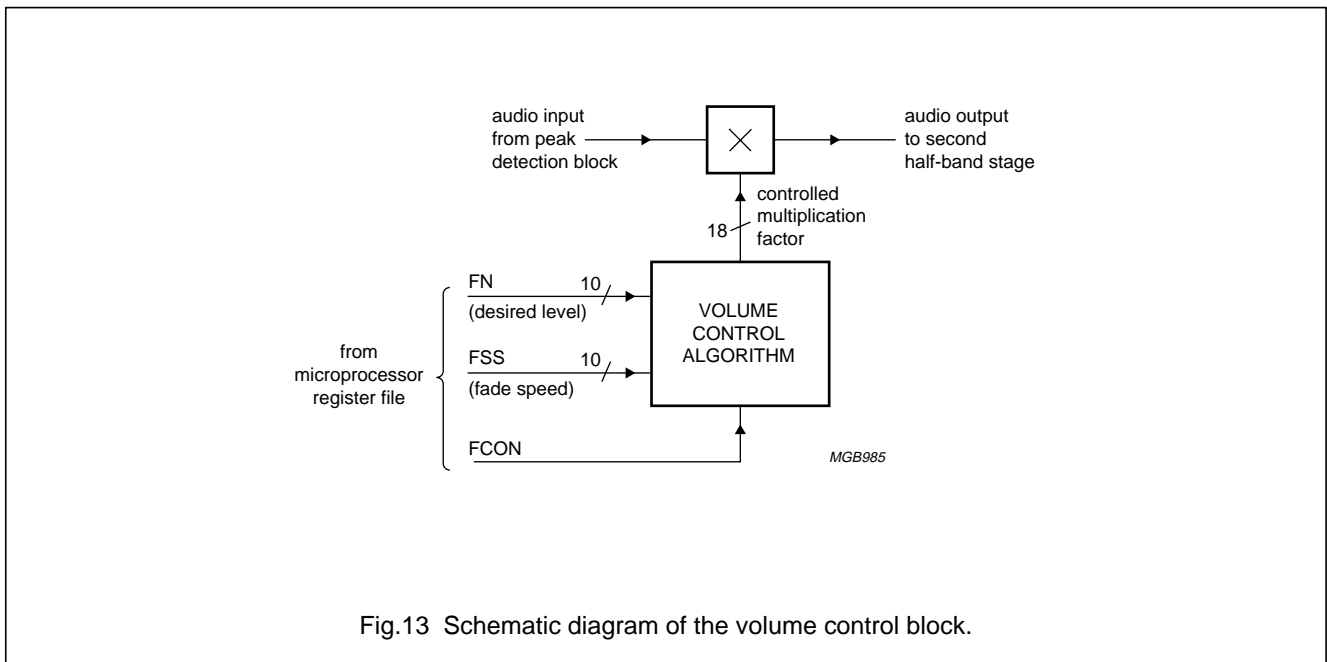 audio input
from peak
detection block
audio output
to second
half-band stage
controlled
multiplication
factor
18
FN
10
(desired level)
FSS
10
(fade speed)
FCON
from
microprocessor
register file
VOLUME
CONTROL
ALGORITHM
MGB985
Fig.13 Schematic diagram of the volume control block.